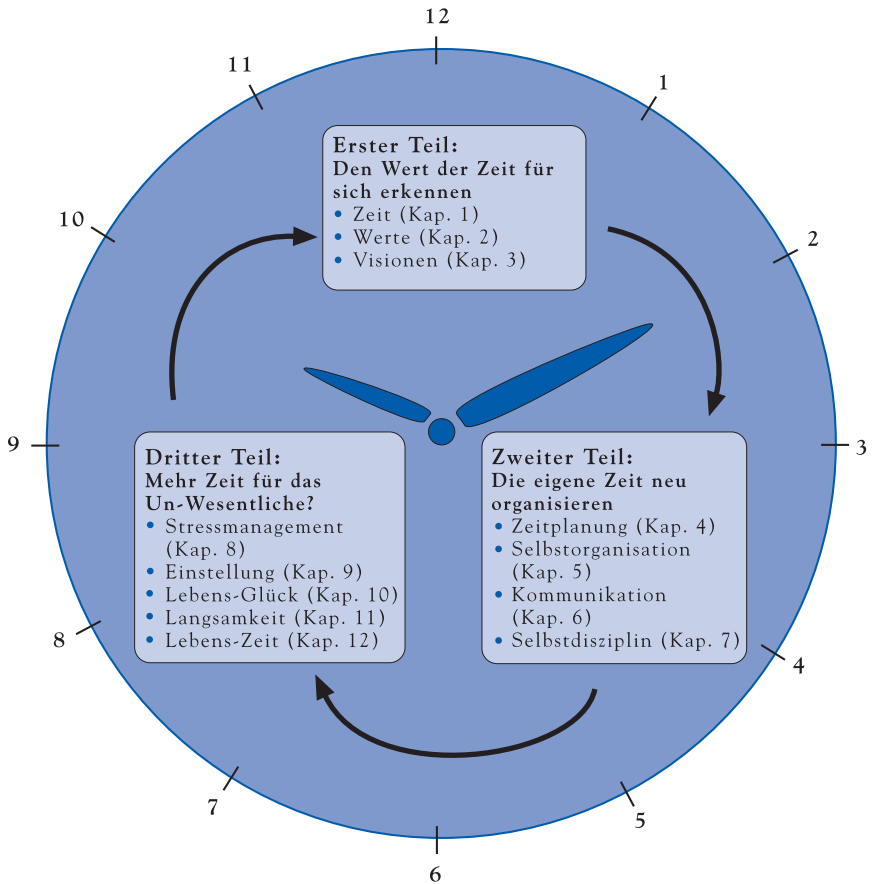 12
11
1
Erster Teil:
Den Wert der Zeit für
sich erkennen
• Zeit (Kap. 1)
• Werte (Kap. 2)
• Visionen (Kap. 3)
10
2
9
3
Dritter Teil:
Mehr Zeit für das
Un-Wesentliche?
• Stressmanagement
(Kap. 8)
• Einstellung (Kap. 9)
• Lebens-Glück (Kap. 10)
• Langsamkeit (Kap. 11)
• Lebens-Zeit (Kap. 12)
Zweiter Teil:
Die eigene Zeit neu
organisieren
• Zeitplanung (Kap. 4)
• Selbstorganisation
(Kap. 5)
• Kommunikation
(Kap. 6)
• Selbstdisziplin (Kap. 7)
8
4
7
5
6